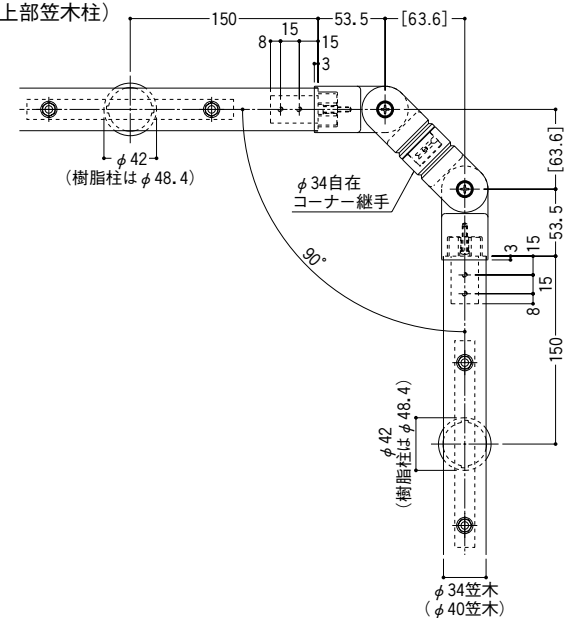 上部笠木柱）
150
53.5
[63.6]
8
15
15
3
φ42
（樹脂柱はφ48.4）
φ34自在
コーナー継手
90°
[63.6]
53.5
3
15
15
8
150
φ42
（樹脂柱はφ48.4）
φ34笠木
（φ40笠木）